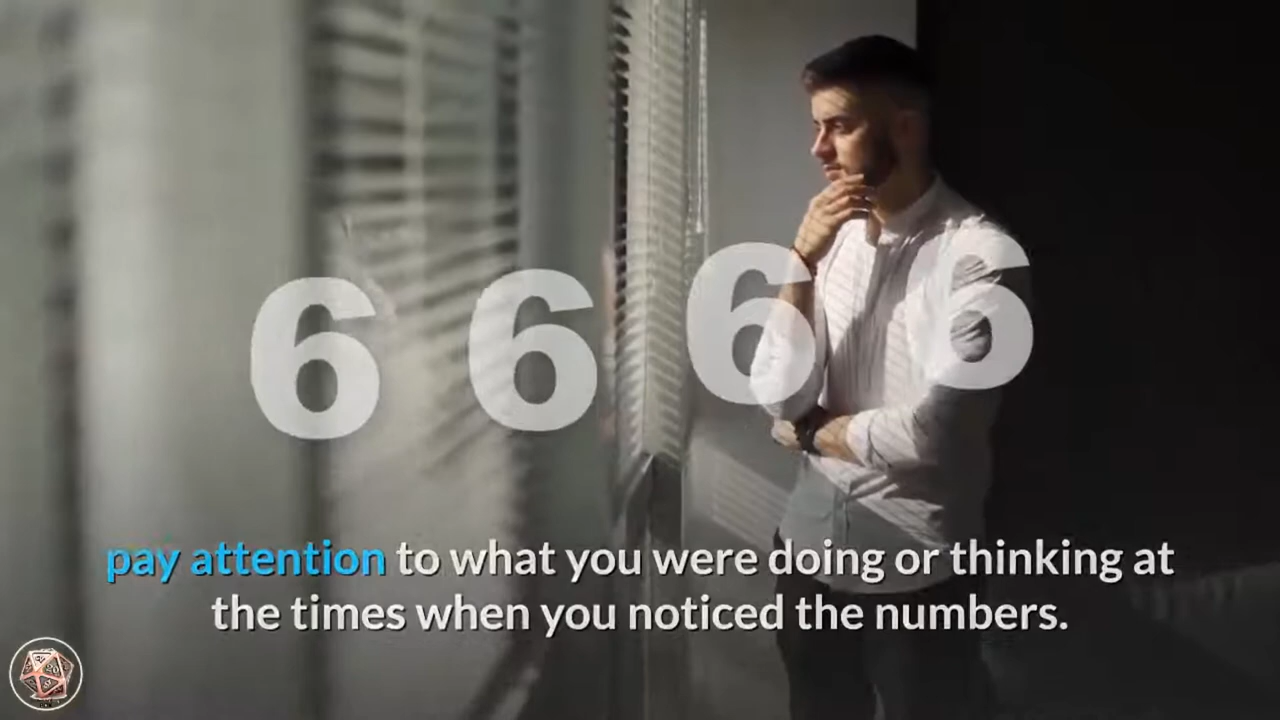 6 6 6 6
pay attention to what you were doing or thinking at
the times when you noticed the numbers.